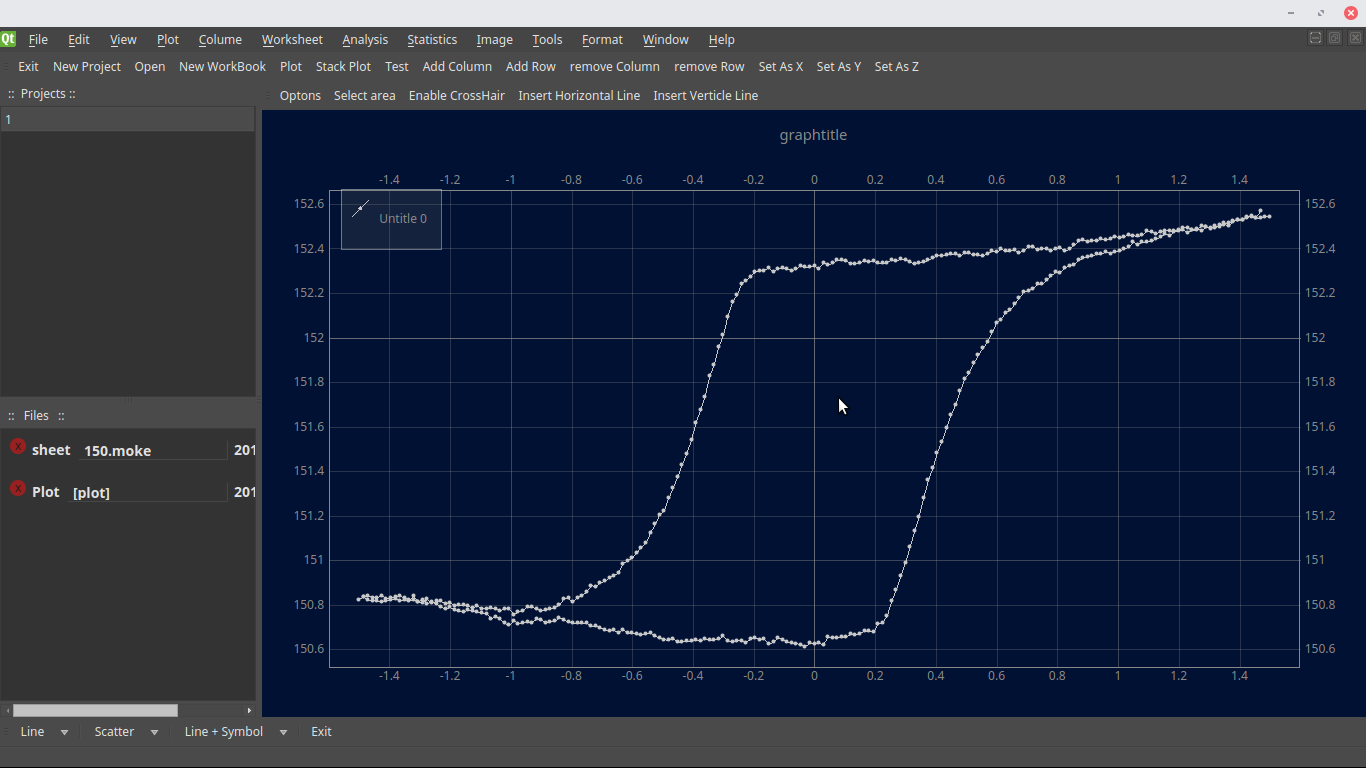 Qt File Edit View Plot Colume Worksheet Analysis Statistics Image Tools Format Window Help
Exit New Project Open New WorkBook Plot Stack Plot Test Add Column Add Row remove Column remove Row Set As X Set As Y Set As Z
:: Projects ::
Optons Select area Enable CrossHair Insert Horizontal Line Insert Verticle Line
1
graphtitle
-1.4 -1.2 -1 -0.8 -0.6 -0.4 -0.2 0 0.2 0.4 0.6 0.8 1 1.2 1.4
152.6 152.6
Untitle 0
152.4 152.4
152.2 152.2
152 152
151.8 151.8
:: Files ::
151.6 151.6
x sheet 150.moke 201
151.4 151.4
x Plot [plot] 201
151.2 151.2
151 151
150.8 150.8
150.6 150.6
-1.4 -1.2 -1 -0.8 -0.6 -0.4 -0.2 0 0.2 0.4 0.6 0.8 1 1.2 1.4
Line Scatter Line + Symbol Exit